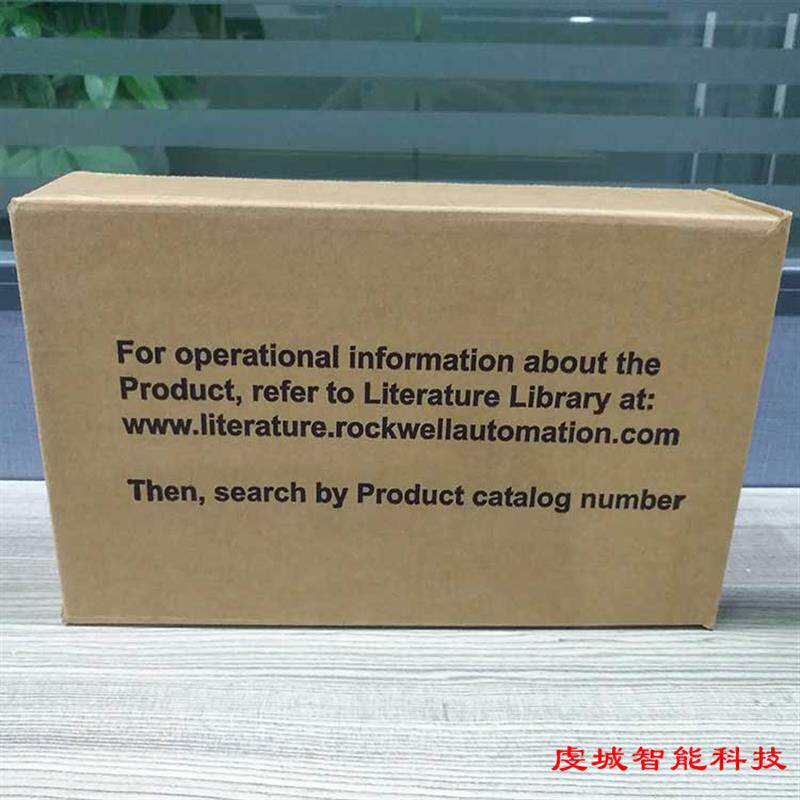 For operational information about the
Product, refer to Literature Library at:
www.literature.rockwellautomation.com
Then, search by Product catalog number
虔城智能科技